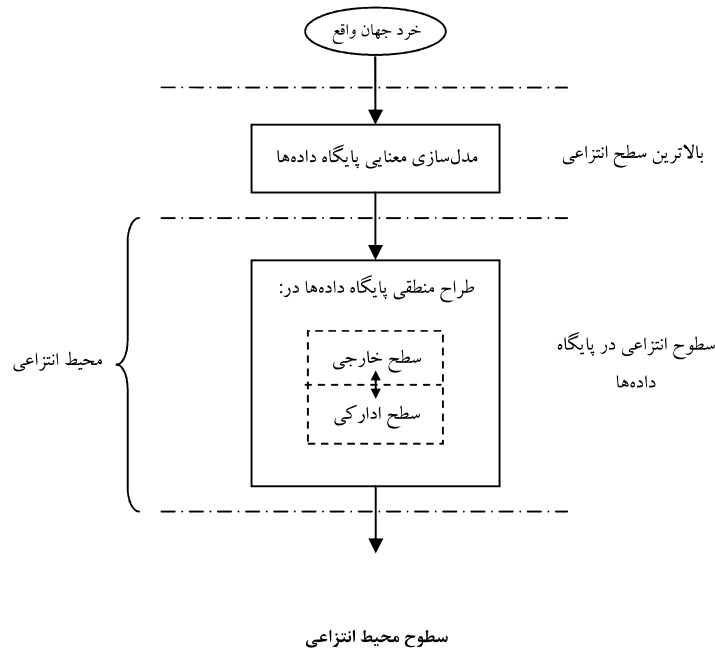 خرد جهان واقع
مدل‌سازی معنایی پایگاه داده‌ها
بالاترین سطح انتزاعی
طراح منطقی پایگاه داده‌ها در:
سطح خارجی
سطح ادارکی
سطوح انتزاعی در پایگاه
داده‌ها
محیط انتزاعی
سطوح محیط انتزاعی